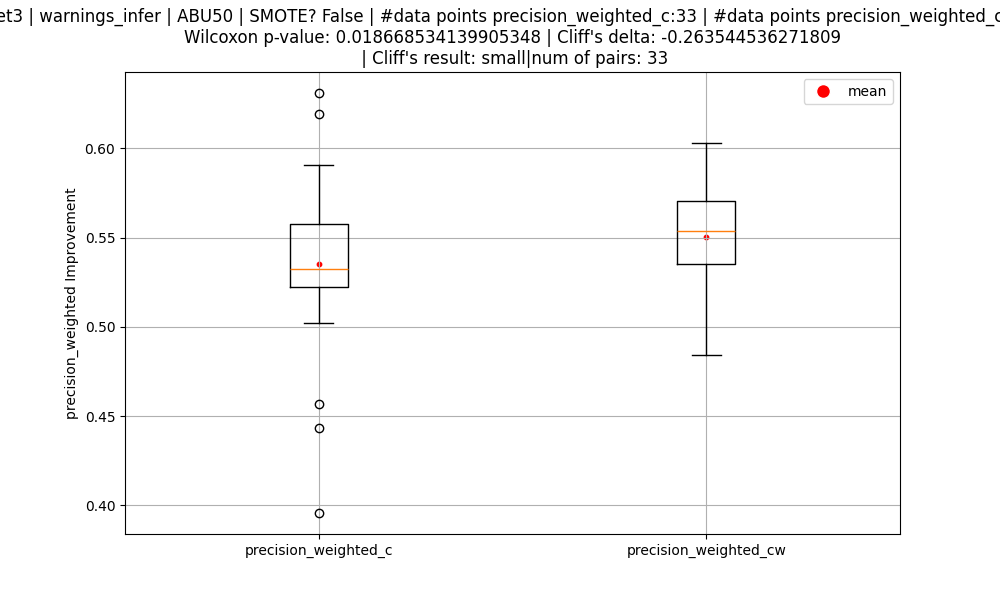 | warnings_infer | ABU50 | SMOTE? False | #data points precision_weighted_c:33 | #data points
Wilcoxon p-value: 0.018668534139905348 | Cliff's delta: -0.263544536271809
| Cliff's result: small|num of pairs: 33
mean
0.60
0.55
0.50
0.45
0.40
precision_weighted Improvement
precision_weighted_c
precision_weighted_cw